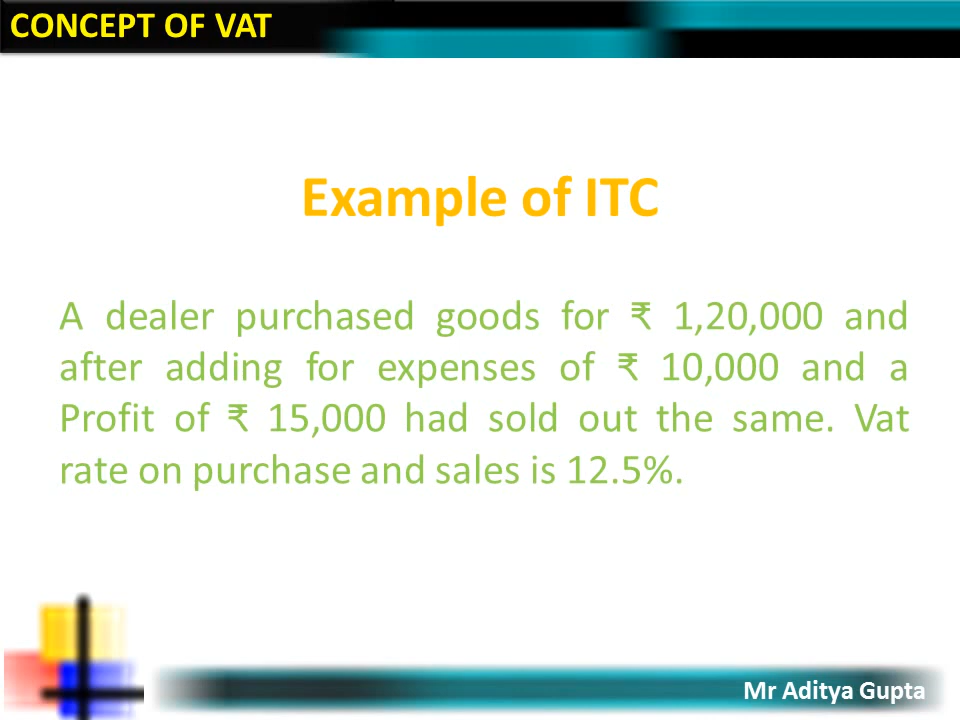 CONCEPT OF VAT
Example of ITC
A dealer purchased goods for ₹ 1,20,000 and
after adding for expenses of ₹ 10,000 and a
Profit of ₹ 15,000 had sold out the same. Vat
rate on purchase and sales is 12.5%.
Mr Aditya Gupta